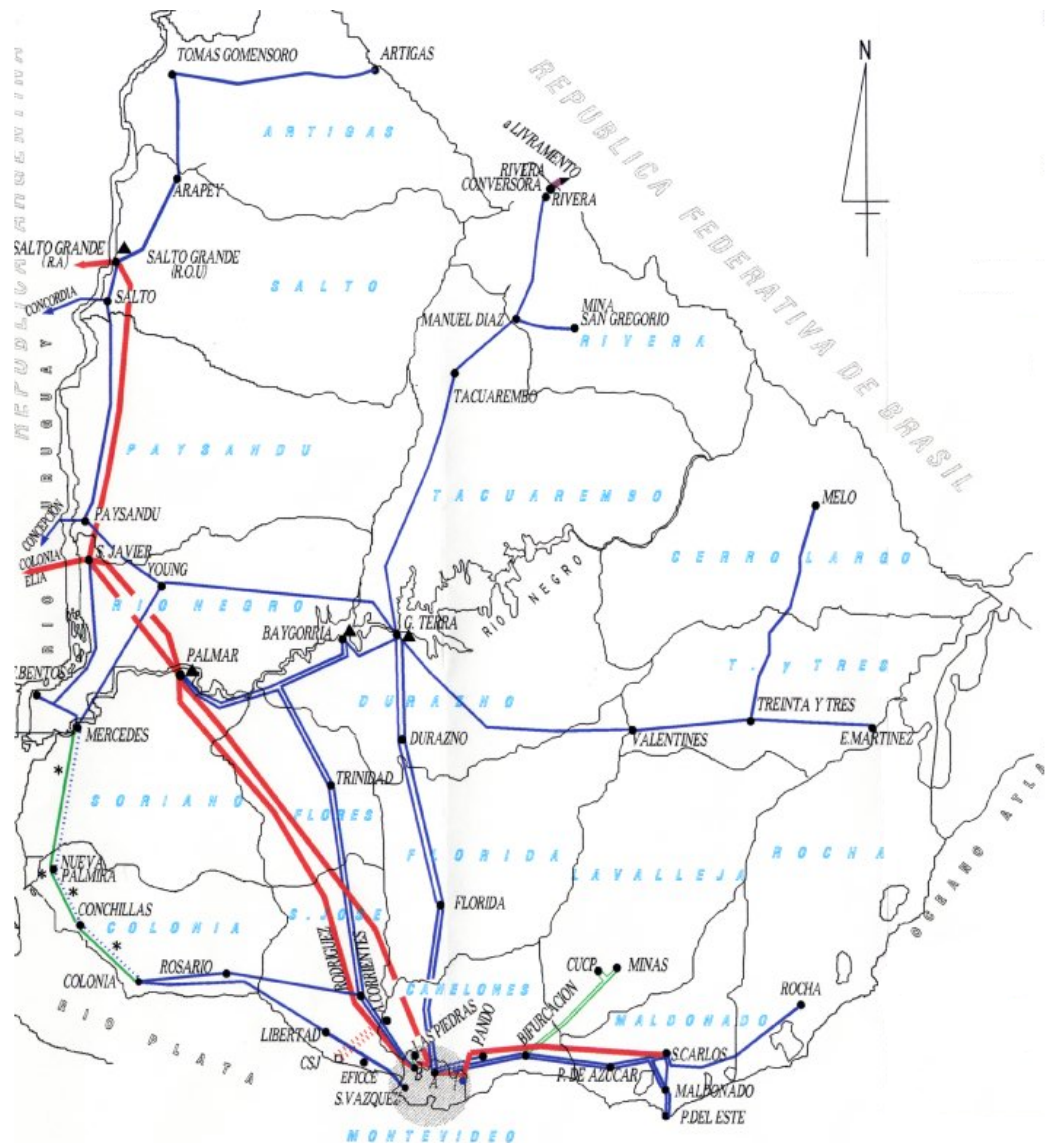 TOMAS GOMENSORO
ARTIGAS
N
REPUBLICA FEDERATIVA DE BRASIL
REPUBLICA ARGENTINA
ARTIGAS
a LIVRAMENTO
RIVERA
CONVERSORA
RIVERA
ARAPEY
SALTO GRANDE
(R.A)
SALTO GRANDE
(R.O.U)
SALTO
CONCORDIA
SALTO
MANUEL DIAZ
MINA
SAN GREGORIO
RIVERA
TACUAREMBO
RIO URUGUAY
PAYSANDU
TACUAREMBO
MELO
PAYSANDU
CONCEPCIÓN
CERRO LARGO
S. JAVIER
COLONIA
ELIA
YOUNG
RIO NEGRO
RIO NEGRO
G. TERRA
BAYGORRIA
PALMAR
T. y TRES
.BENTOS
DURAZNO
TREINTA Y TRES
MERCEDES
DURAZNO
VALENTINES
E.MARTINEZ
TRINIDAD
SORIANO
FLORES
FLORIDA
LAVALLEJA
ROCHA
OCEANO ATLA
NUEVA
PALMIRA
CONCHILLAS
COLONIA
S. JOSE
FLORIDA
RODRIGUEZ
A.CORRIENTES
CUCP
MINAS
ROSARIO
COLONIA
CANELONES
LAS PIEDRAS
PANDO
BIFURCACION
MALDONADO
ROCHA
RIO PLATA
LIBERTAD
CSJ
EFICCE
S.VAZQUEZ
B
A
I
P. DE AZUCAR
S.CARLOS
MALDONADO
P.DEL ESTE
MONTEVIDEO